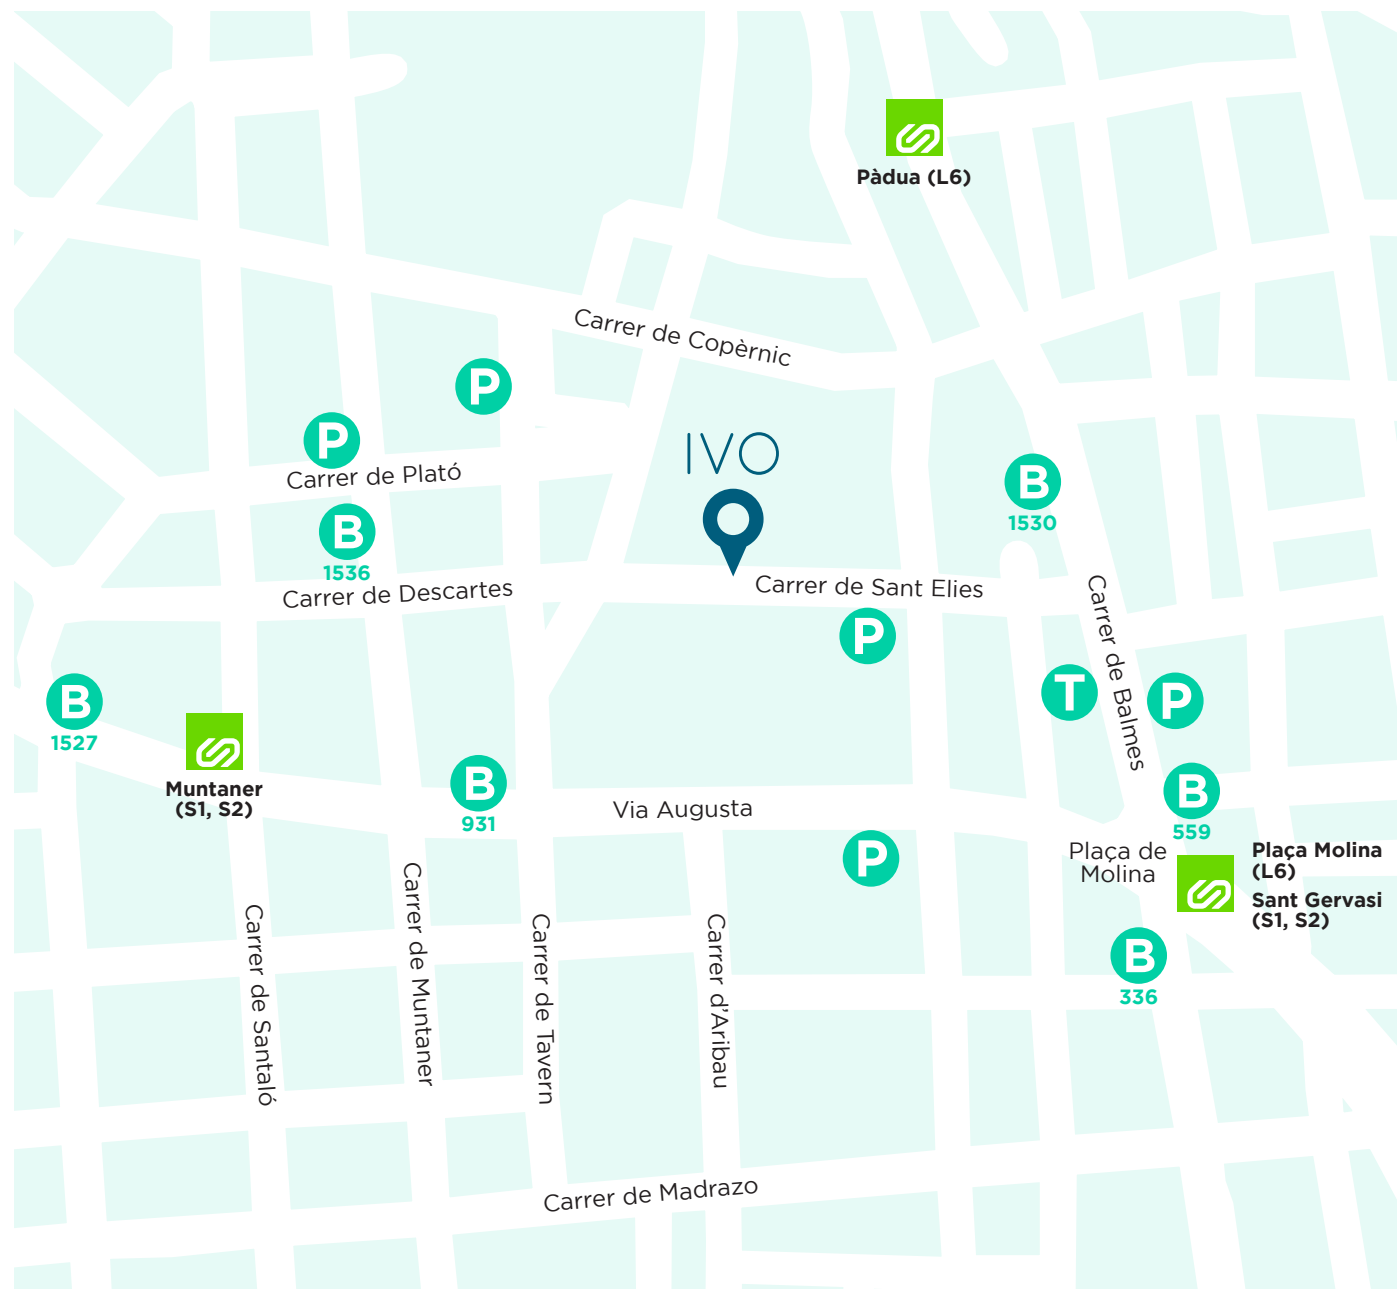 Pàdua (L6)
Carrer de Copèrnic
P
P
IVO
Carrer de Plató
B
1530
B
1536
Carrer de Descartes
Carrer de Sant Elies
P
Carrer de Balmes
T
P
B
1527
Muntaner
(S1, S2)
B
931
Via Augusta
B
559
P
Plaça de
Molina
Plaça Molina
(L6)
Sant Gervasi
(S1, S2)
Carrer de Santaló
Carrer de Muntaner
Carrer de Tavern
Carrer d'Aribau
B
336
Carrer de Madrazo